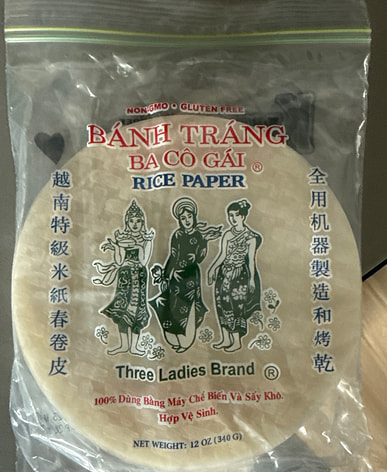 NON GMO • GLUTEN FREE
BÁNH TRÁNG
BA CÔ GÁI ®
RICE PAPER
越南特級米紙春卷皮
全用机器製造和烤乾
Three Ladies Brand ®
100% Dùng Bằng Máy Chế Biến Và Sấy Khô.
Hợp Vệ Sinh.
NET WEIGHT: 12 OZ (340 G)